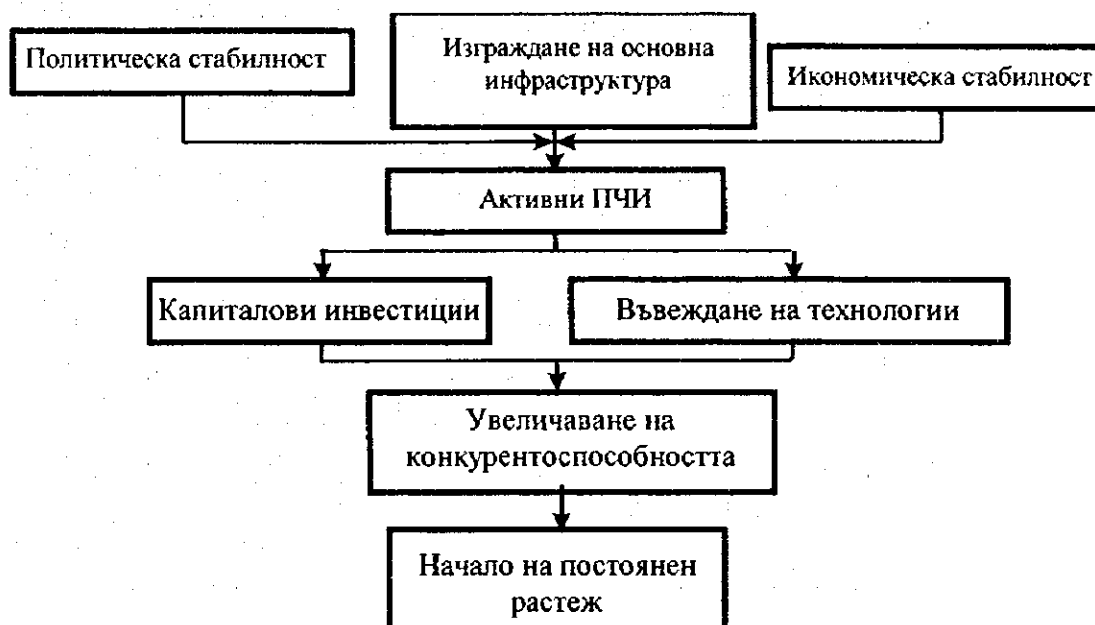 Политическа стабилност
Изграждане на основна
инфраструктура
Икономическа стабилност
Активни ПЧИ
Капиталови инвестиции
Въвеждане на технологии
Увеличаване на
конкурентоспособността
Начало на постоянен
растеж